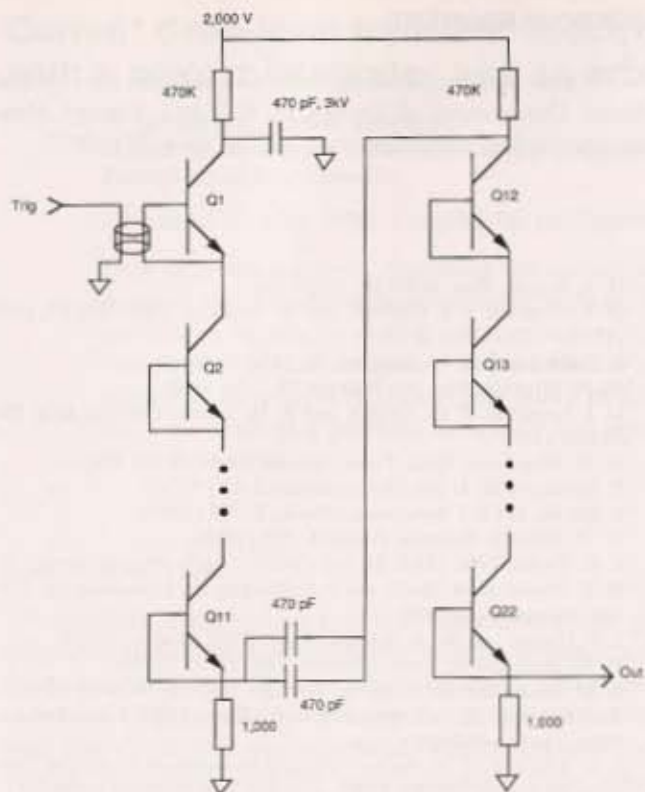 2,000 V
470K
470K
470 pF, 3kV
Q1
Q12
Trig
Q2
Q13
Q11
470 pF
Q22
Out
470 pF
1,000
1,000